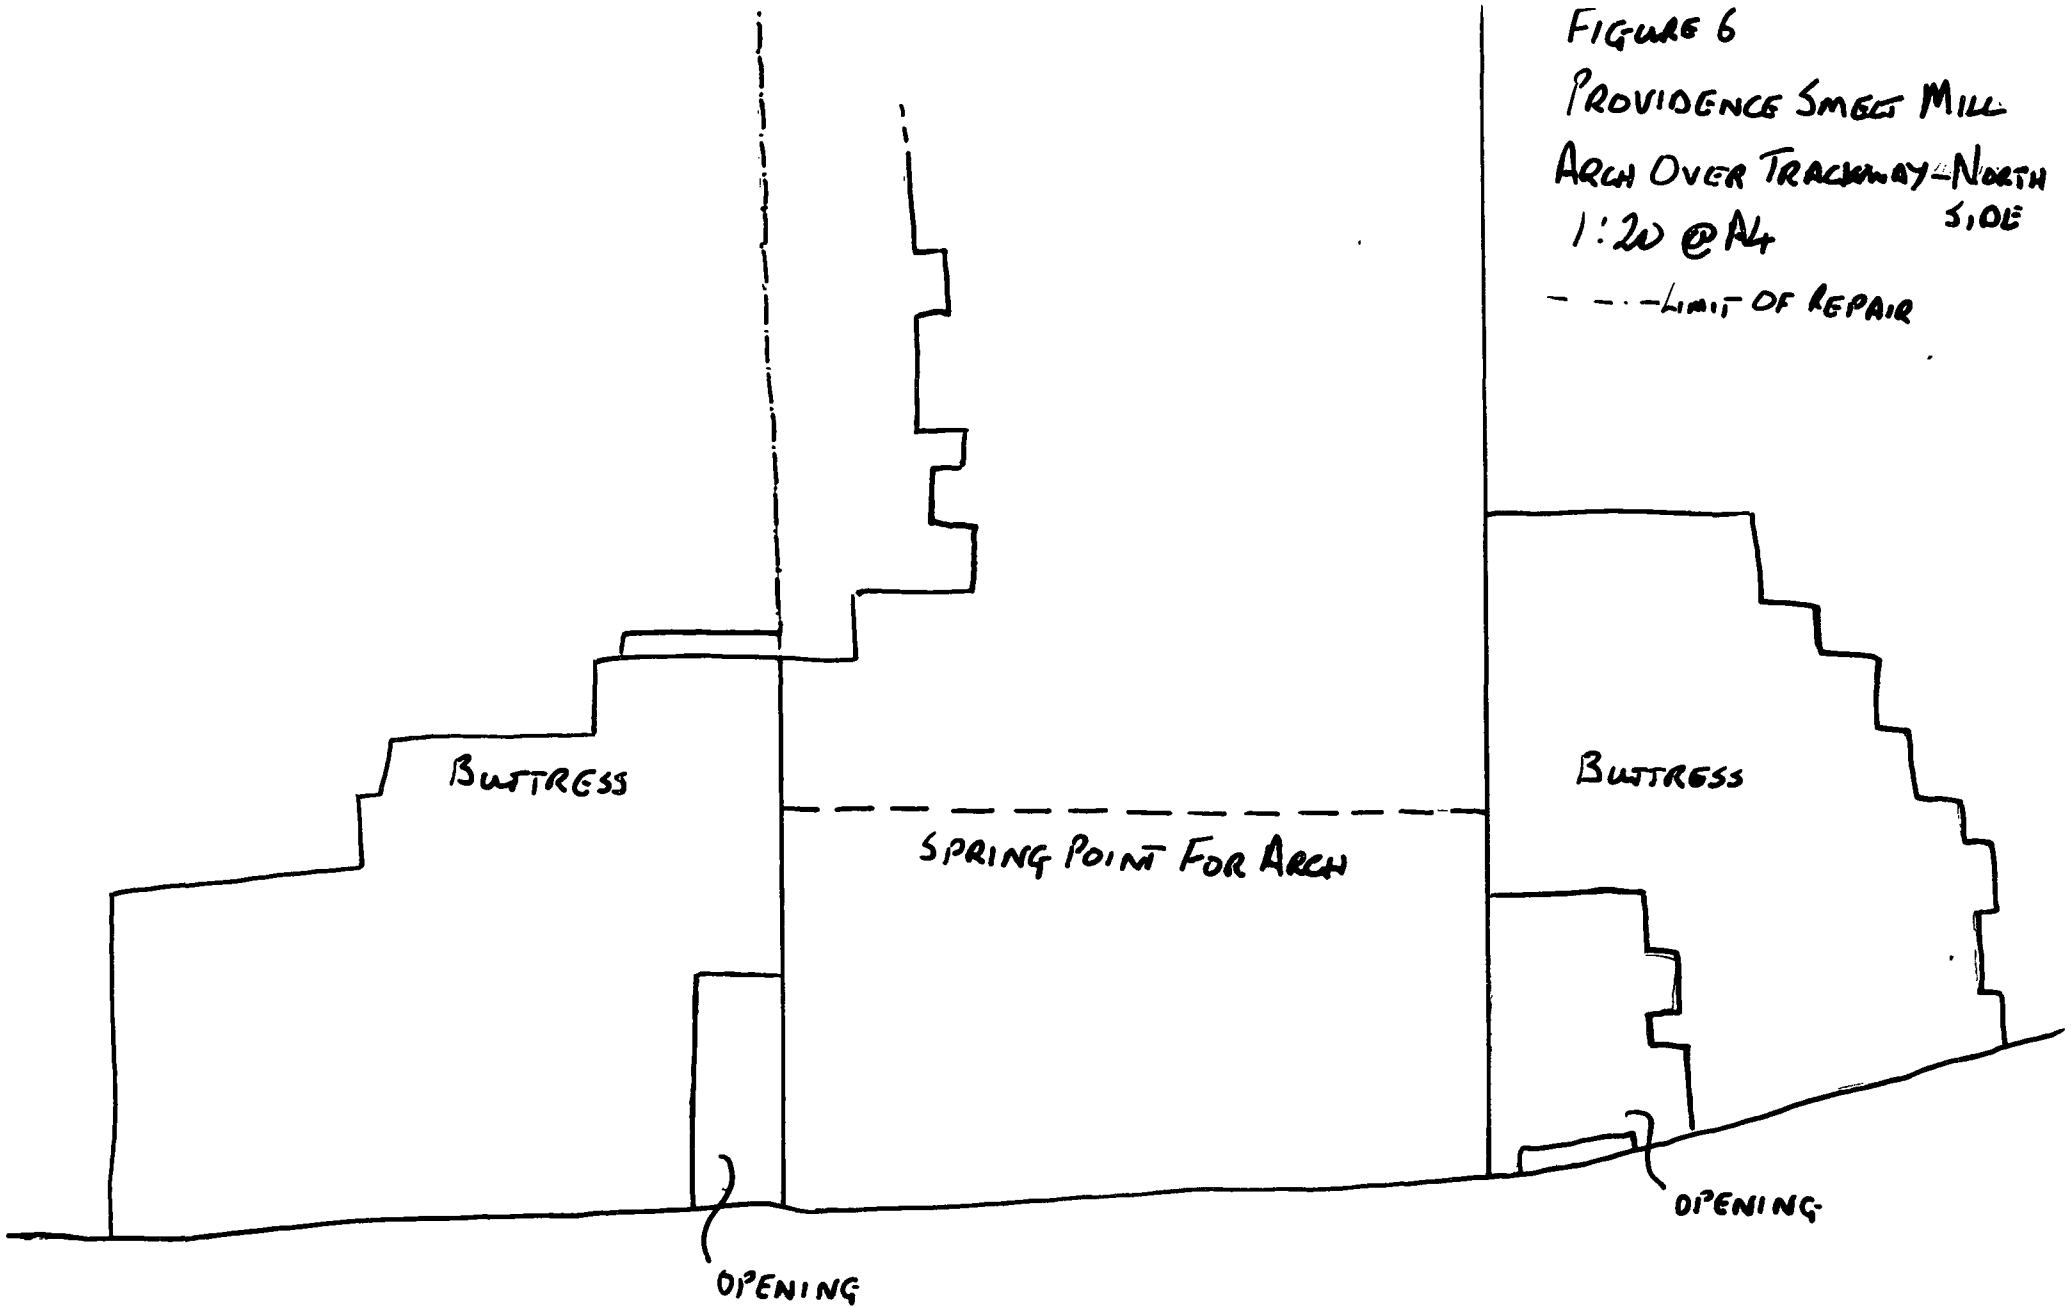 FIGURE 6
PROVIDENCE SMELT MILL
ARCH OVER TRACKWAY - NORTH
SIDE
1:20 @ A4
LIMIT OF REPAIR
BUTTRESS
BUTTRESS
SPRING POINT FOR ARCH
OPENING
OPENING